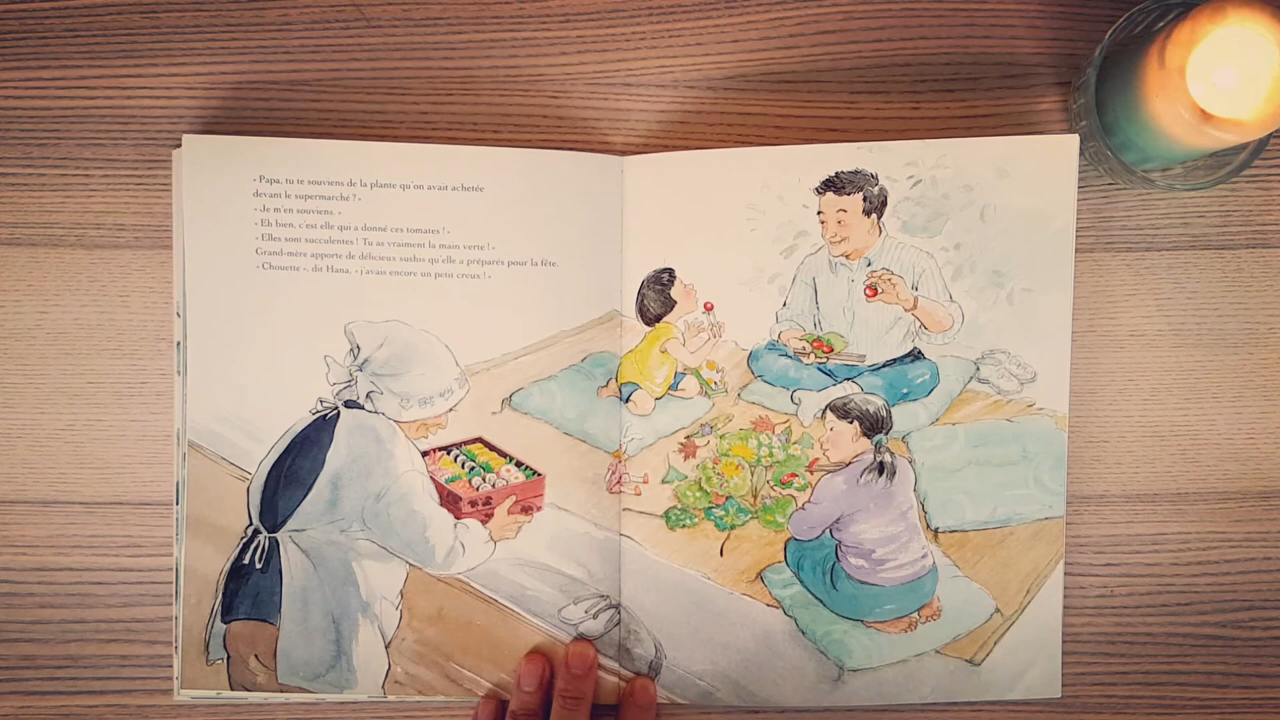 « Papa, tu te souviens de la plante qu'on avait achetée
devant le supermarché ? »
« Je m'en souviens. »
« Eh bien, c'est elle qui a donné ces tomates ! »
« Elles sont succulentes ! Tu as vraiment la main verte ! »
Grand-mère apporte de délicieux sushis qu'elle a préparés pour la fête.
« Chouette », dit Hana, « j'avais encore un petit creux ! »